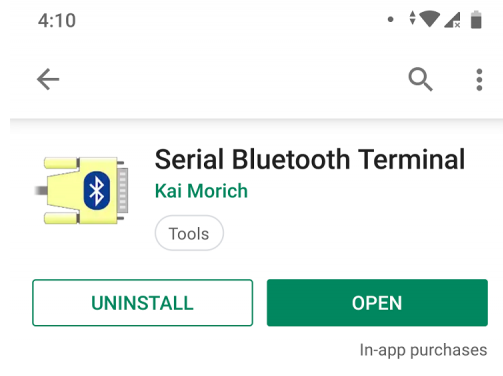 4:10
Serial Bluetooth Terminal
Kai Morich
Tools
UNINSTALL
OPEN
In-app purchases